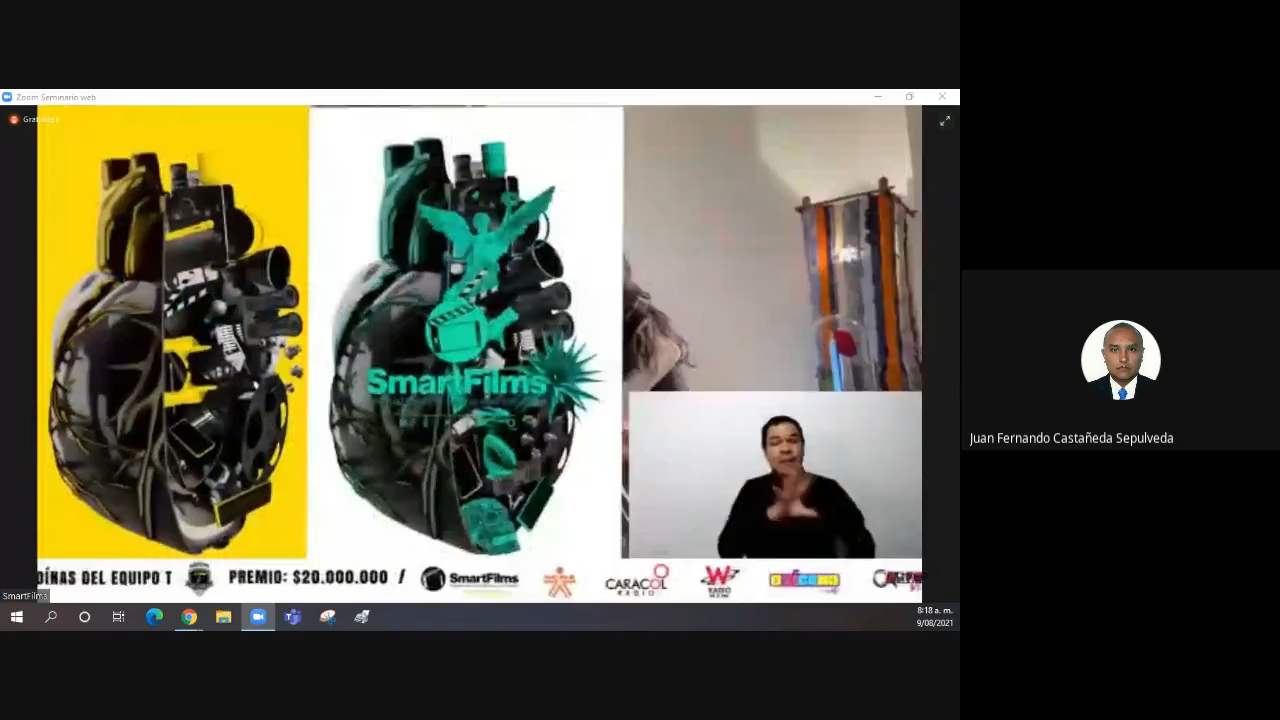 Zoom Seminario web
SmartFilms
DÍNAS DEL EQUIPO T
PREMIO: $20.000.000 /
SmartFilms
CARACOL
RADIO
W
RADIO
SmartFilms
8:18 a. m.
9/08/2021
Juan Fernando Castañeda Sepulveda